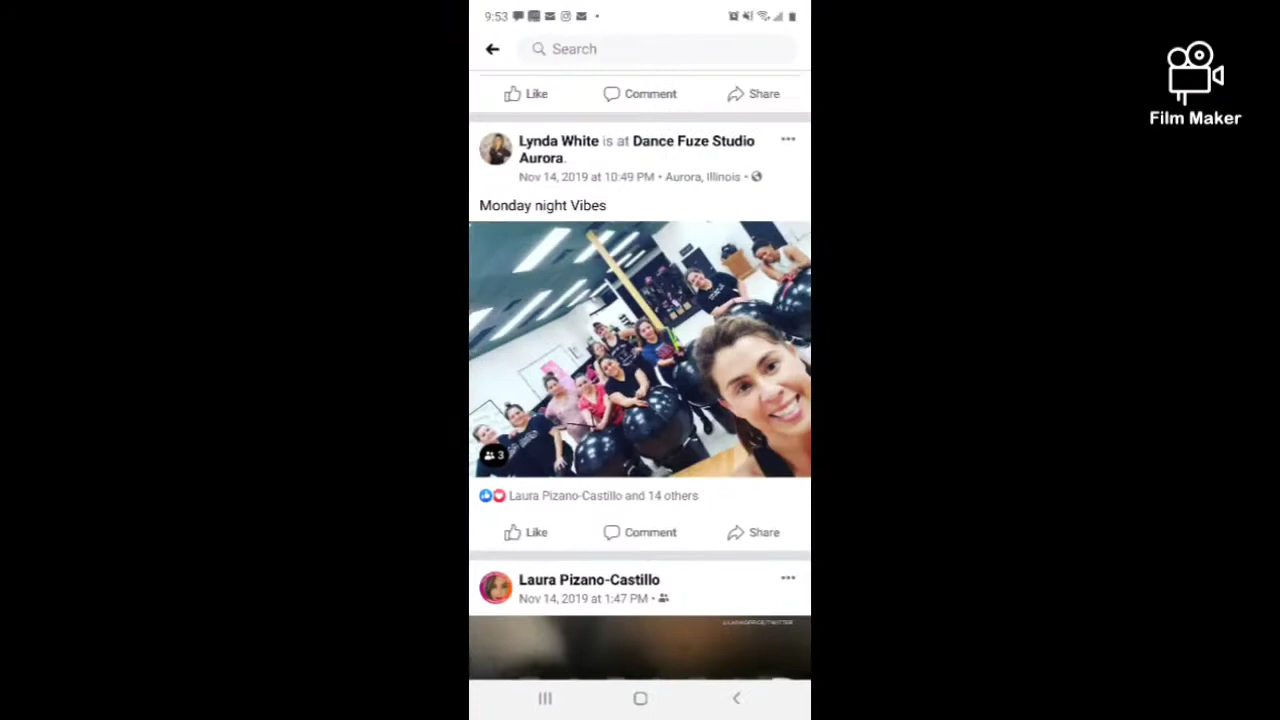 9:53
Search
Like Comment Share
Film Maker
Lynda White is at Dance Fuze Studio
Aurora.
Nov 14, 2019 at 10:49 PM • Aurora, Illinois •
Monday night Vibes
3
Laura Pizano-Castillo and 14 others
Like Comment Share
Laura Pizano-Castillo
Nov 14, 2019 at 1:47 PM •